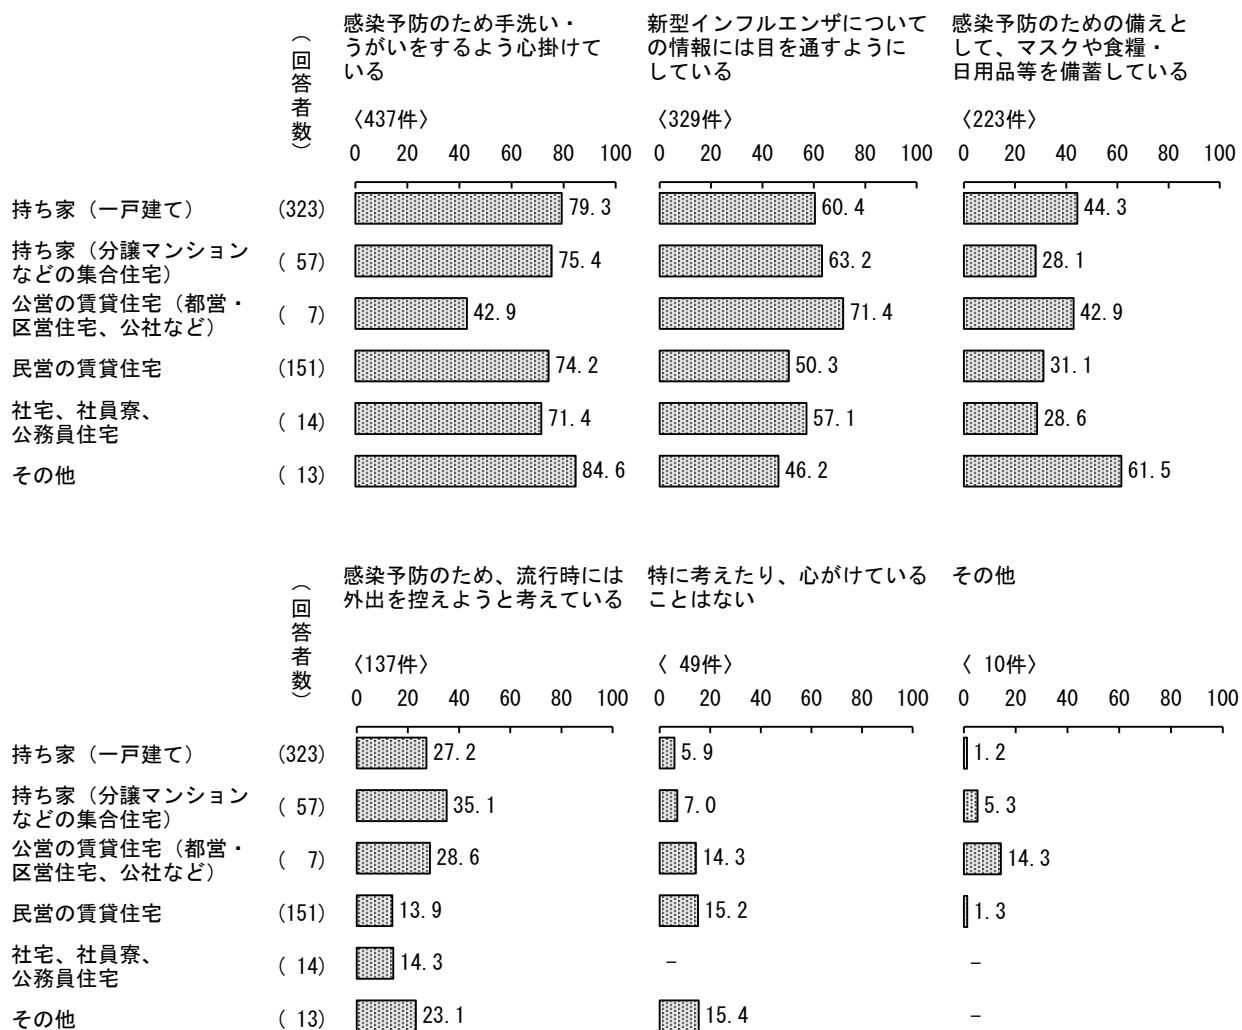 （回答者数）
感染予防のため手洗い・
うがいをするよう心掛けて
いる
〈437件〉
0 20 40 60 80 100
新型インフルエンザについて
の情報には目を通すように
している
〈329件〉
0 20 40 60 80 100
感染予防のための備えと
して、マスクや食糧・
日用品等を備蓄している
〈223件〉
0 20 40 60 80 100
持ち家（一戸建て） (323) 79.3 60.4 44.3
持ち家（分譲マンション
などの集合住宅） ( 57) 75.4 63.2 28.1
公営の賃貸住宅（都営・
区営住宅、公社など） ( 7) 42.9 71.4 42.9
民営の賃貸住宅 (151) 74.2 50.3 31.1
社宅、社員寮、
公務員住宅 ( 14) 71.4 57.1 28.6
その他 ( 13) 84.6 46.2 61.5
（回答者数）
感染予防のため、流行時には
外出を控えようと考えている
〈137件〉
0 20 40 60 80 100
特に考えたり、心がけている
ことはない
〈 49件〉
0 20 40 60 80 100
その他
〈 10件〉
0 20 40 60 80 100
持ち家（一戸建て） (323) 27.2 5.9 1.2
持ち家（分譲マンション
などの集合住宅） ( 57) 35.1 7.0 5.3
公営の賃貸住宅（都営・
区営住宅、公社など） ( 7) 28.6 14.3 14.3
民営の賃貸住宅 (151) 13.9 15.2 1.3
社宅、社員寮、
公務員住宅 ( 14) 14.3 － －
その他 ( 13) 23.1 15.4 －